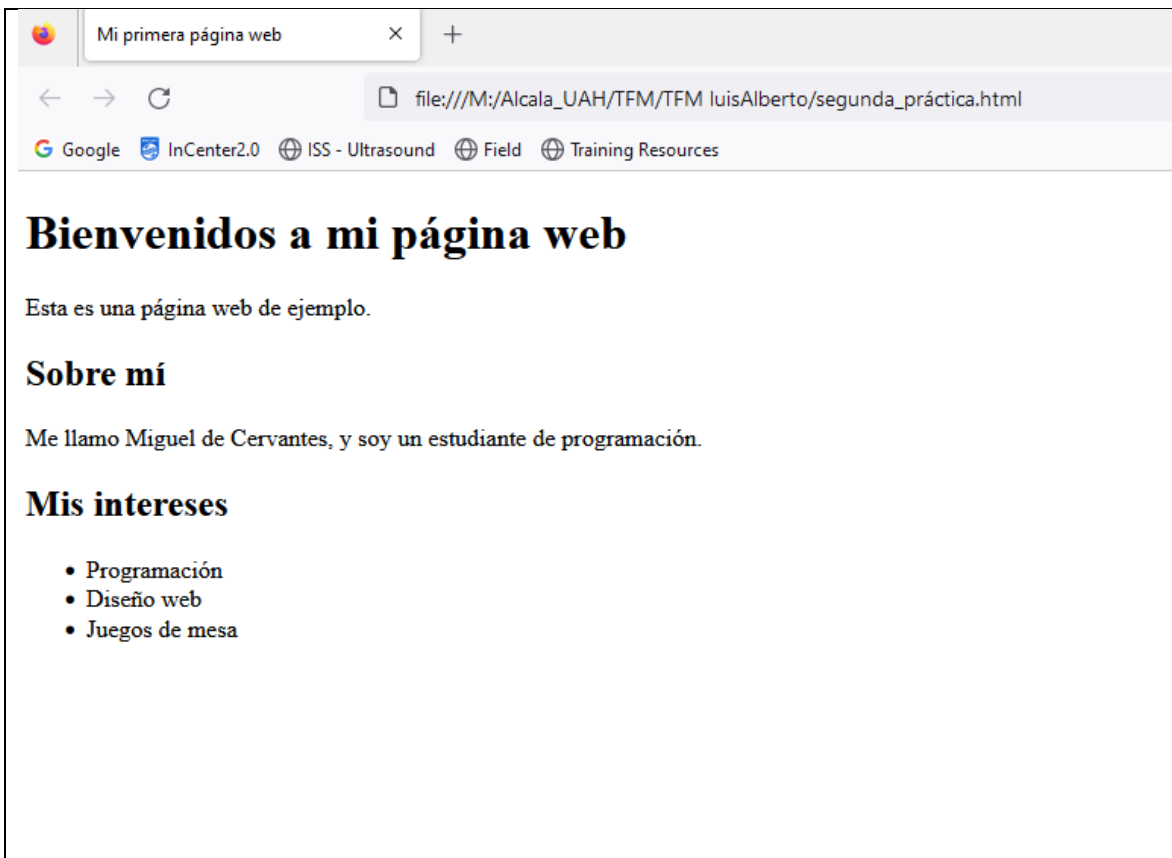 Mi primera página web
file:///M:/Alcala_UAH/TFM/TFM luisAlberto/segunda_práctica.html
Google InCenter2.0 ISS - Ultrasound Field Training Resources
Bienvenidos a mi página web
Esta es una página web de ejemplo.
Sobre mí
Me llamo Miguel de Cervantes, y soy un estudiante de programación.
Mis intereses
• Programación
• Diseño web
• Juegos de mesa